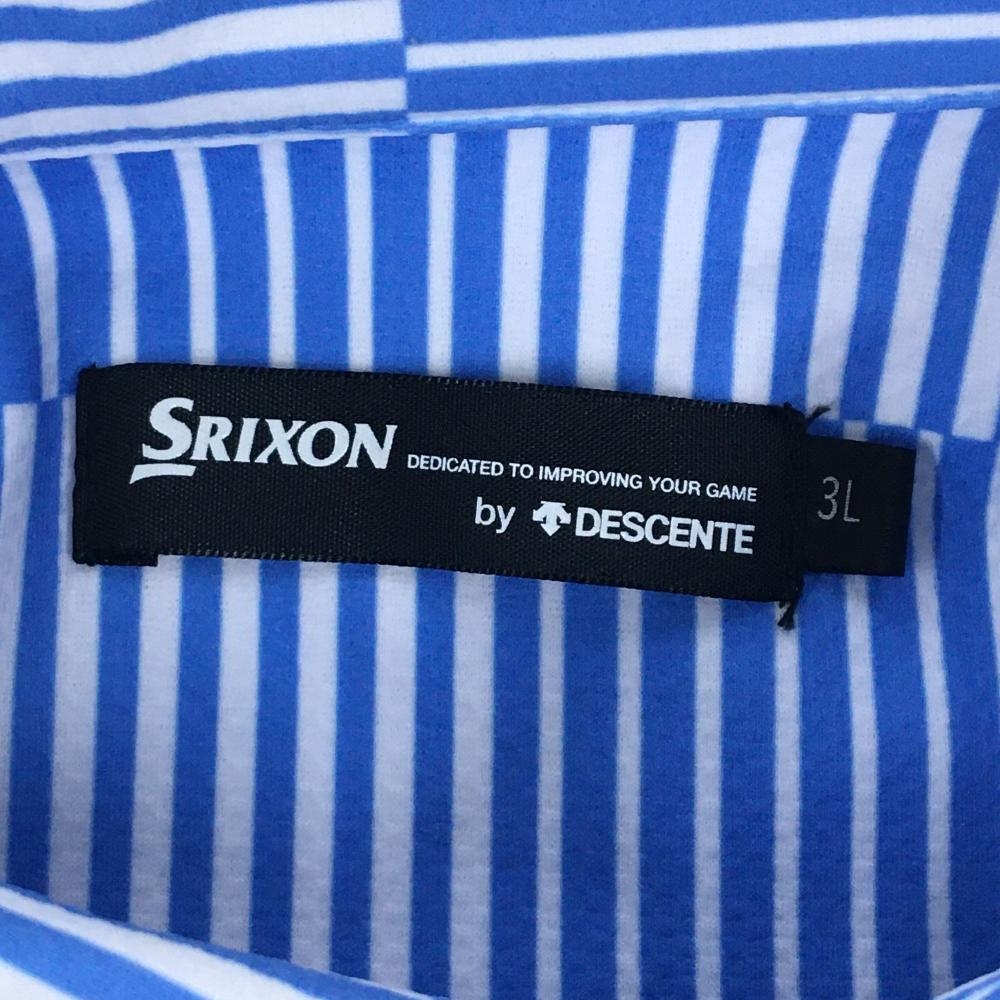 SRIXON DEDICATED TO IMPROVING YOUR GAME
by DESCENTE
3L